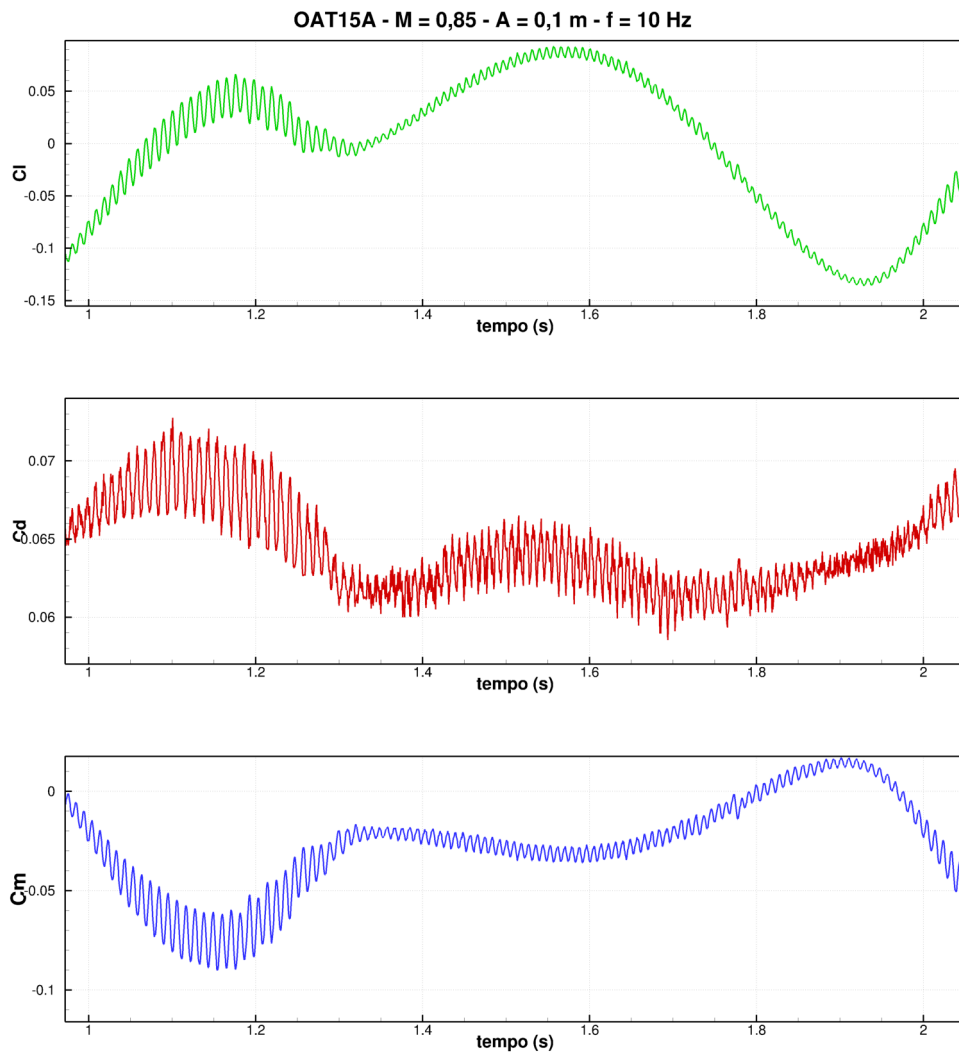 OAT15A - M = 0,85 - A = 0,1 m - f = 10 Hz
Cl
0.05
0
-0.05
-0.1
-0.15
1 1.2 1.4 1.6 1.8 2
tempo (s)
Cd
0.07
0.065
0.06
1 1.2 1.4 1.6 1.8 2
tempo (s)
Cm
0
-0.05
-0.1
1 1.2 1.4 1.6 1.8 2
tempo (s)